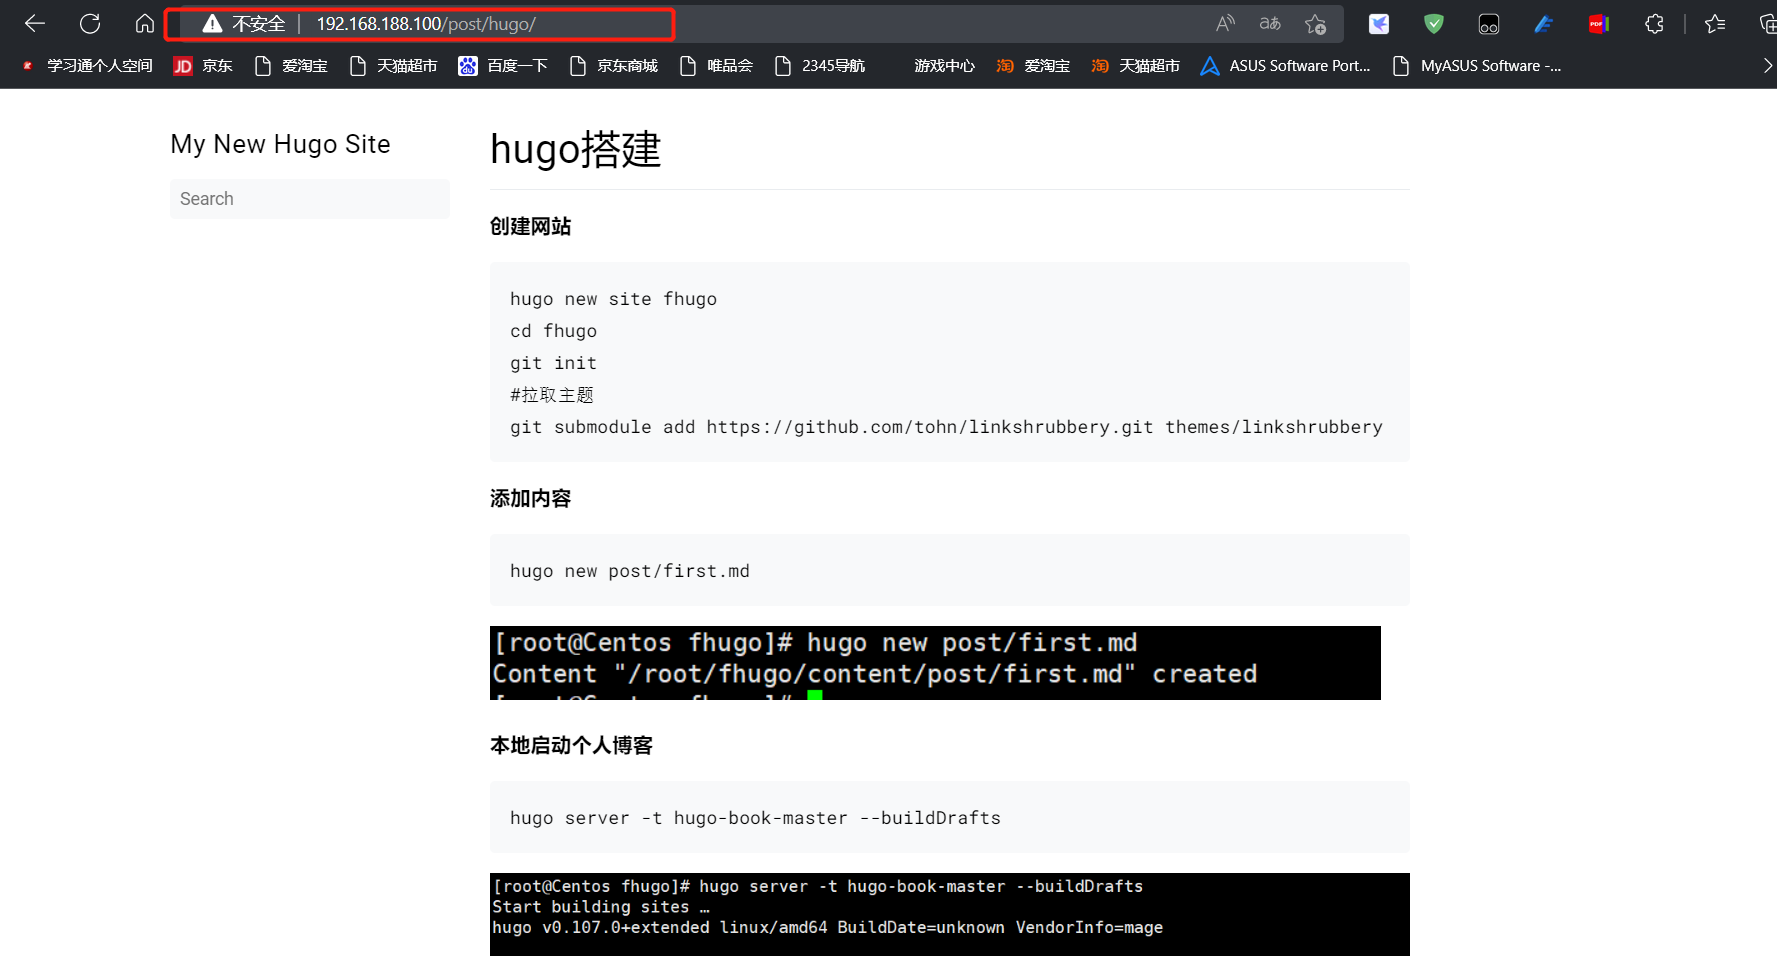 不安全 | 192.168.188.100/post/hugo/
学习通个人空间 JD 京东 爱淘宝 天猫超市 百度一下 京东商城 唯品会 2345导航 游戏中心 淘 爱淘宝 淘 天猫超市 ASUS Software Port... MyASUS Software -...
My New Hugo Site
Search
hugo搭建
创建网站
hugo new site fhugo
cd fhugo
git init
#拉取主题
git submodule add https://github.com/tohn/linkshrubbery.git themes/linkshrubbery
添加内容
hugo new post/first.md
[root@Centos fhugo]# hugo new post/first.md
Content "/root/fhugo/content/post/first.md" created
本地启动个人博客
hugo server -t hugo-book-master --buildDrafts
[root@Centos fhugo]# hugo server -t hugo-book-master --buildDrafts
Start building sites …
hugo v0.107.0+extended linux/amd64 BuildDate=unknown VendorInfo=mage